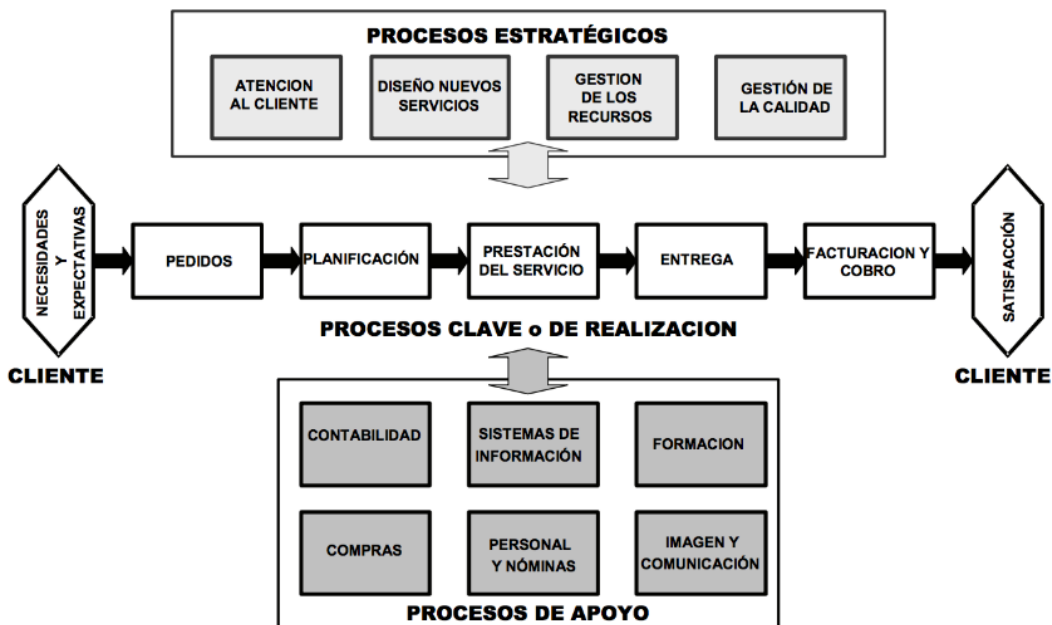 PROCESOS ESTRATÉGICOS
ATENCION
AL CLIENTE
DISEÑO NUEVOS
SERVICIOS
GESTION
DE LOS
RECURSOS
GESTIÓN DE
LA CALIDAD
NECESIDADES
Y
EXPECTATIVAS
CLIENTE
PEDIDOS
PLANIFICACIÓN
PRESTACIÓN
DEL SERVICIO
ENTREGA
FACTURACION Y
COBRO
SATISFACCIÓN
CLIENTE
PROCESOS CLAVE o DE REALIZACION
CONTABILIDAD
SISTEMAS DE
INFORMACIÓN
FORMACION
COMPRAS
PERSONAL
Y NÓMINAS
IMAGEN Y
COMUNICACIÓN
PROCESOS DE APOYO